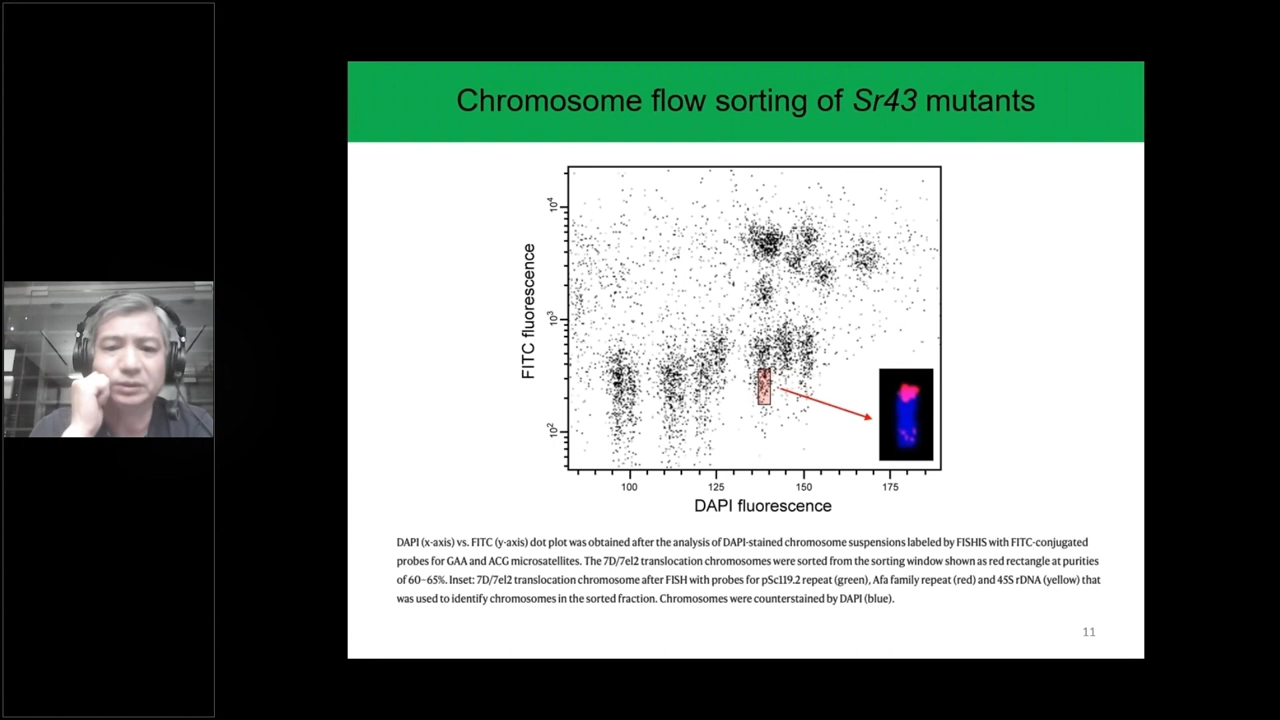 Chromosome flow sorting of Sr43 mutants
10⁴
10³
10²
FITC fluorescence
100 125 150 175
DAPI fluorescence
DAPI (x-axis) vs. FITC (y-axis) dot plot was obtained after the analysis of DAPI-stained chromosome suspensions labeled by FISHIS with FITC-conjugated
probes for GAA and ACG microsatellites. The 7D/7el2 translocation chromosomes were sorted from the sorting window shown as red rectangle at purities
of 60–65%. Inset: 7D/7el2 translocation chromosome after FISH with probes for pSc119.2 repeat (green), Afa family repeat (red) and 45S rDNA (yellow) that
was used to identify chromosomes in the sorted fraction. Chromosomes were counterstained by DAPI (blue).
11